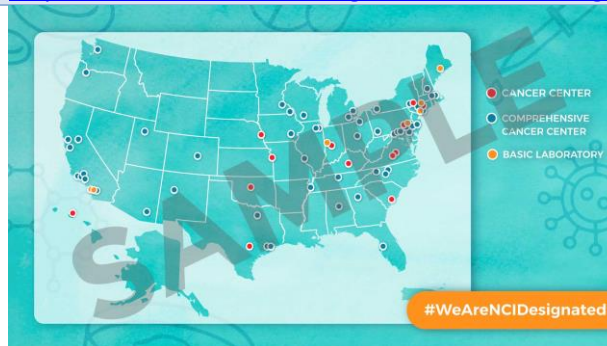 SAMPLE
CANCER CENTER
COMPREHENSIVE
CANCER CENTER
BASIC LABORATORY
#WeAreNCIDesignated